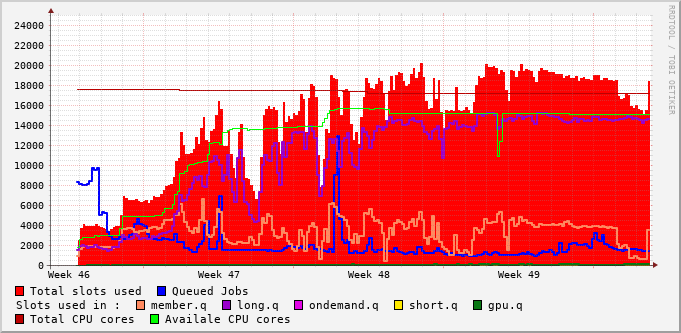 24000
22000
20000
18000
16000
14000
12000
10000
8000
6000
4000
2000
0
Week 46 Week 47 Week 48 Week 49
Total slots used Queued Jobs
Slots used in : member.q long.q ondemand.q short.q gpu.q
Total CPU cores Availale CPU cores
RRDTOOL / TOBI OETIKER